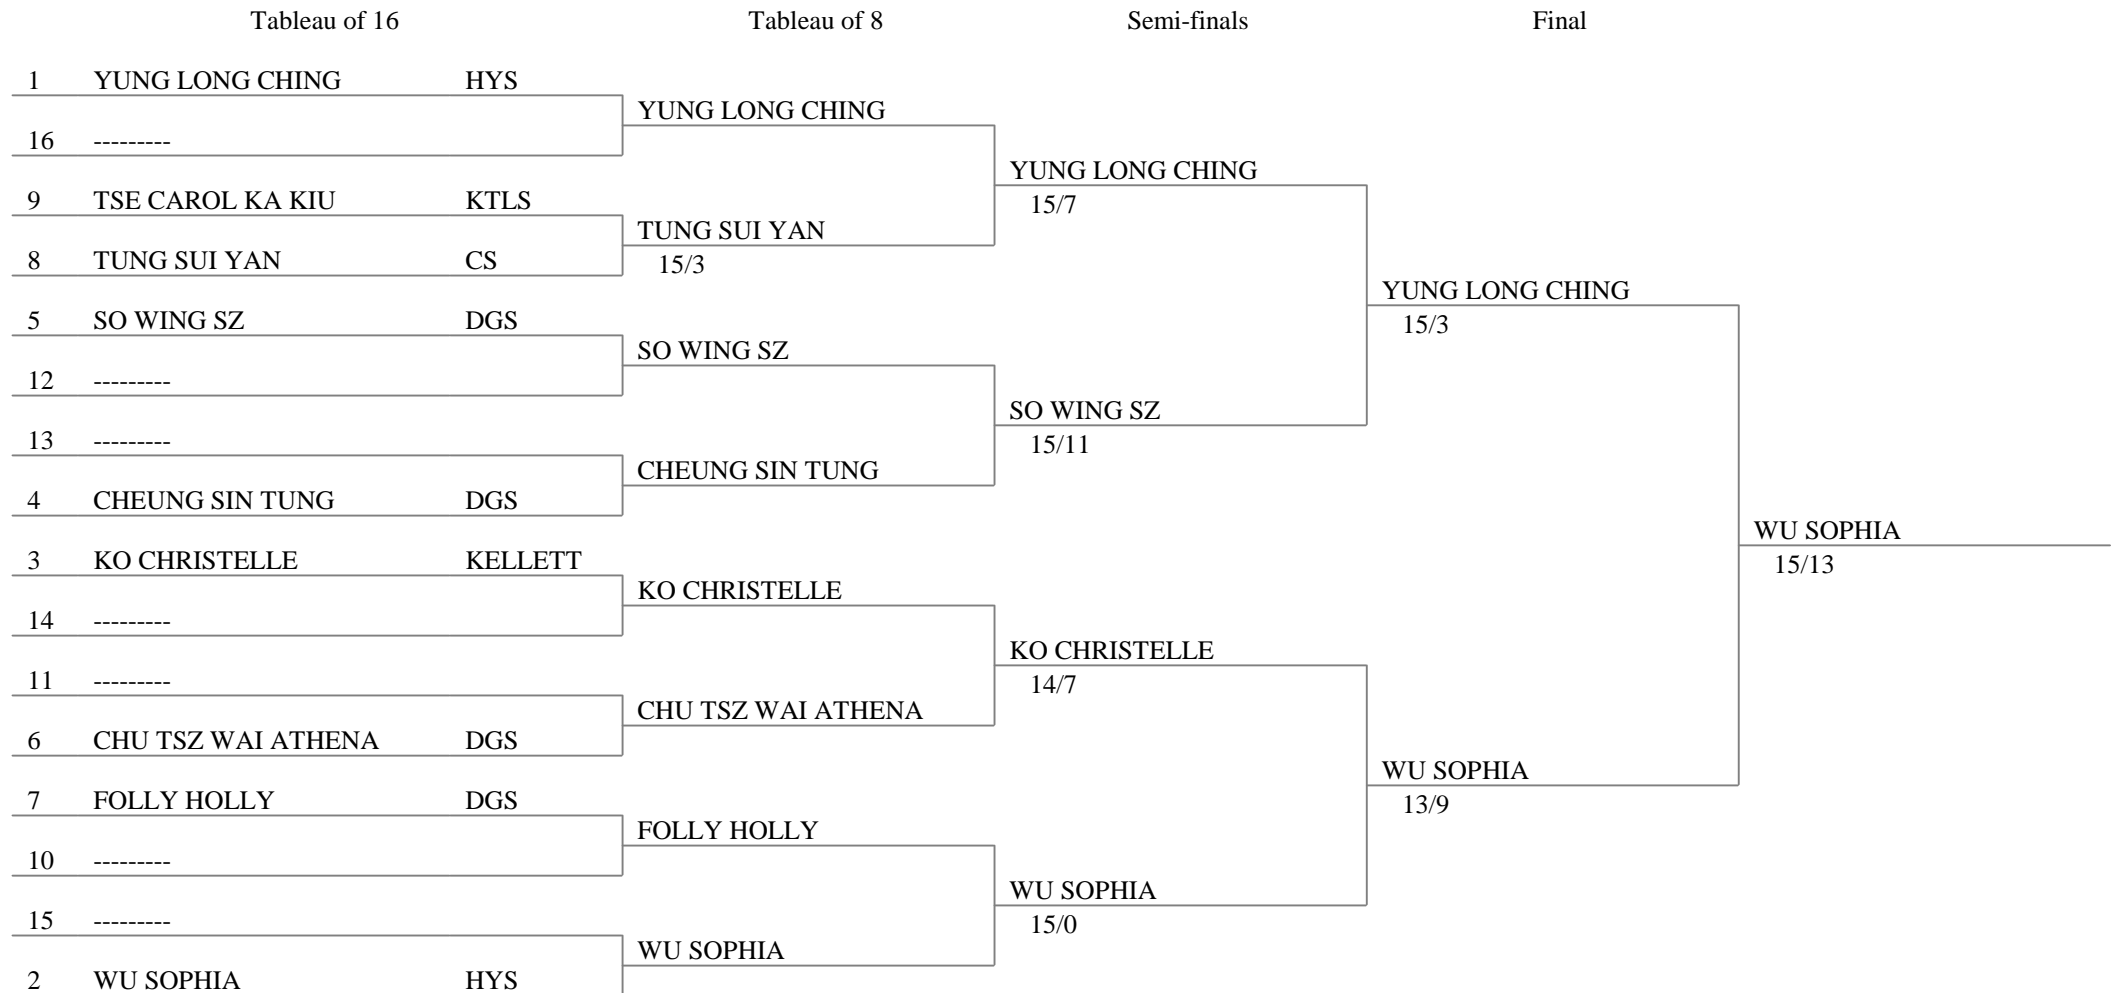 Tableau of 16 Tableau of 8 Semi-finals Final
1 YUNG LONG CHING HYS
YUNG LONG CHING
16 ---------
YUNG LONG CHING
9 TSE CAROL KA KIU KTLS
15/7
TUNG SUI YAN
8 TUNG SUI YAN CS
15/3
YUNG LONG CHING
5 SO WING SZ DGS
15/3
SO WING SZ
12 ---------
SO WING SZ
13 ---------
15/11
CHEUNG SIN TUNG
4 CHEUNG SIN TUNG DGS
WU SOPHIA
3 KO CHRISTELLE KELLETT
15/13
KO CHRISTELLE
14 ---------
KO CHRISTELLE
11 ---------
14/7
CHU TSZ WAI ATHENA
6 CHU TSZ WAI ATHENA DGS
WU SOPHIA
7 FOLLY HOLLY DGS
13/9
FOLLY HOLLY
10 ---------
WU SOPHIA
15 ---------
15/0
WU SOPHIA
2 WU SOPHIA HYS